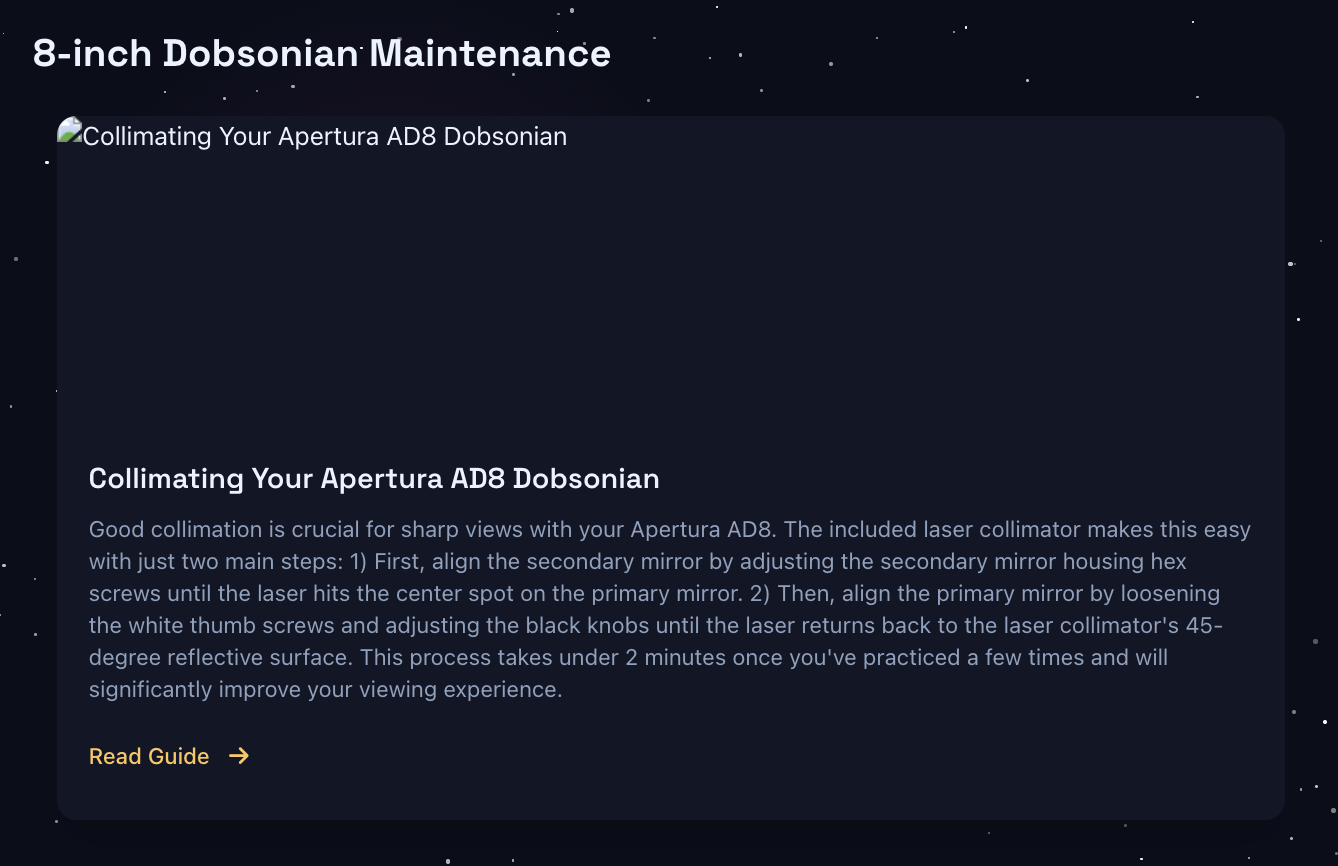 8-inch Dobsonian Maintenance
Collimating Your Apertura AD8 Dobsonian
Collimating Your Apertura AD8 Dobsonian
Good collimation is crucial for sharp views with your Apertura AD8. The included laser collimator makes this easy
with just two main steps: 1) First, align the secondary mirror by adjusting the secondary mirror housing hex
screws until the laser hits the center spot on the primary mirror. 2) Then, align the primary mirror by loosening
the white thumb screws and adjusting the black knobs until the laser returns back to the laser collimator's 45-
degree reflective surface. This process takes under 2 minutes once you've practiced a few times and will
significantly improve your viewing experience.
Read Guide →